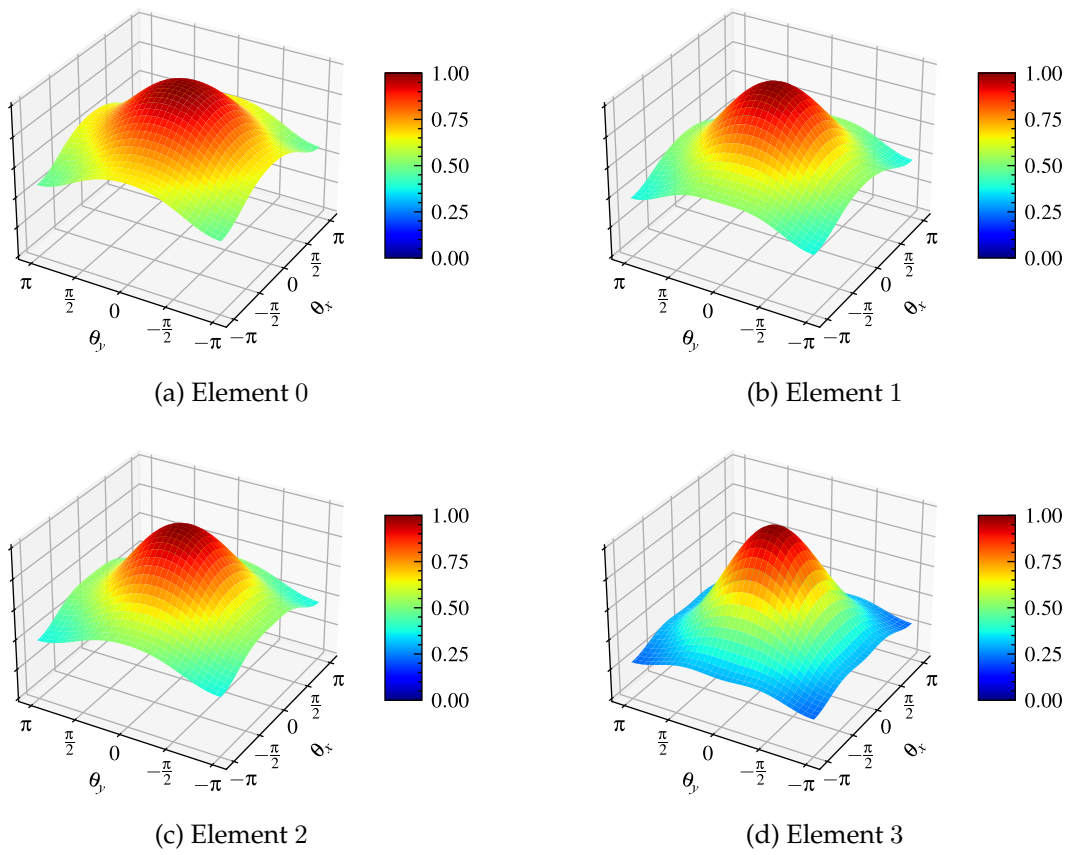 1.00
0.75
0.50
0.25
0.00
π
π/2
0
−π/2
−π
θy
−π
−π/2
0
π/2
π
θx
(a) Element 0
1.00
0.75
0.50
0.25
0.00
π
π/2
0
−π/2
−π
θy
−π
−π/2
0
π/2
π
θx
(b) Element 1
1.00
0.75
0.50
0.25
0.00
π
π/2
0
−π/2
−π
θy
−π
−π/2
0
π/2
π
θx
(c) Element 2
1.00
0.75
0.50
0.25
0.00
π
π/2
0
−π/2
−π
θy
−π
−π/2
0
π/2
π
θx
(d) Element 3